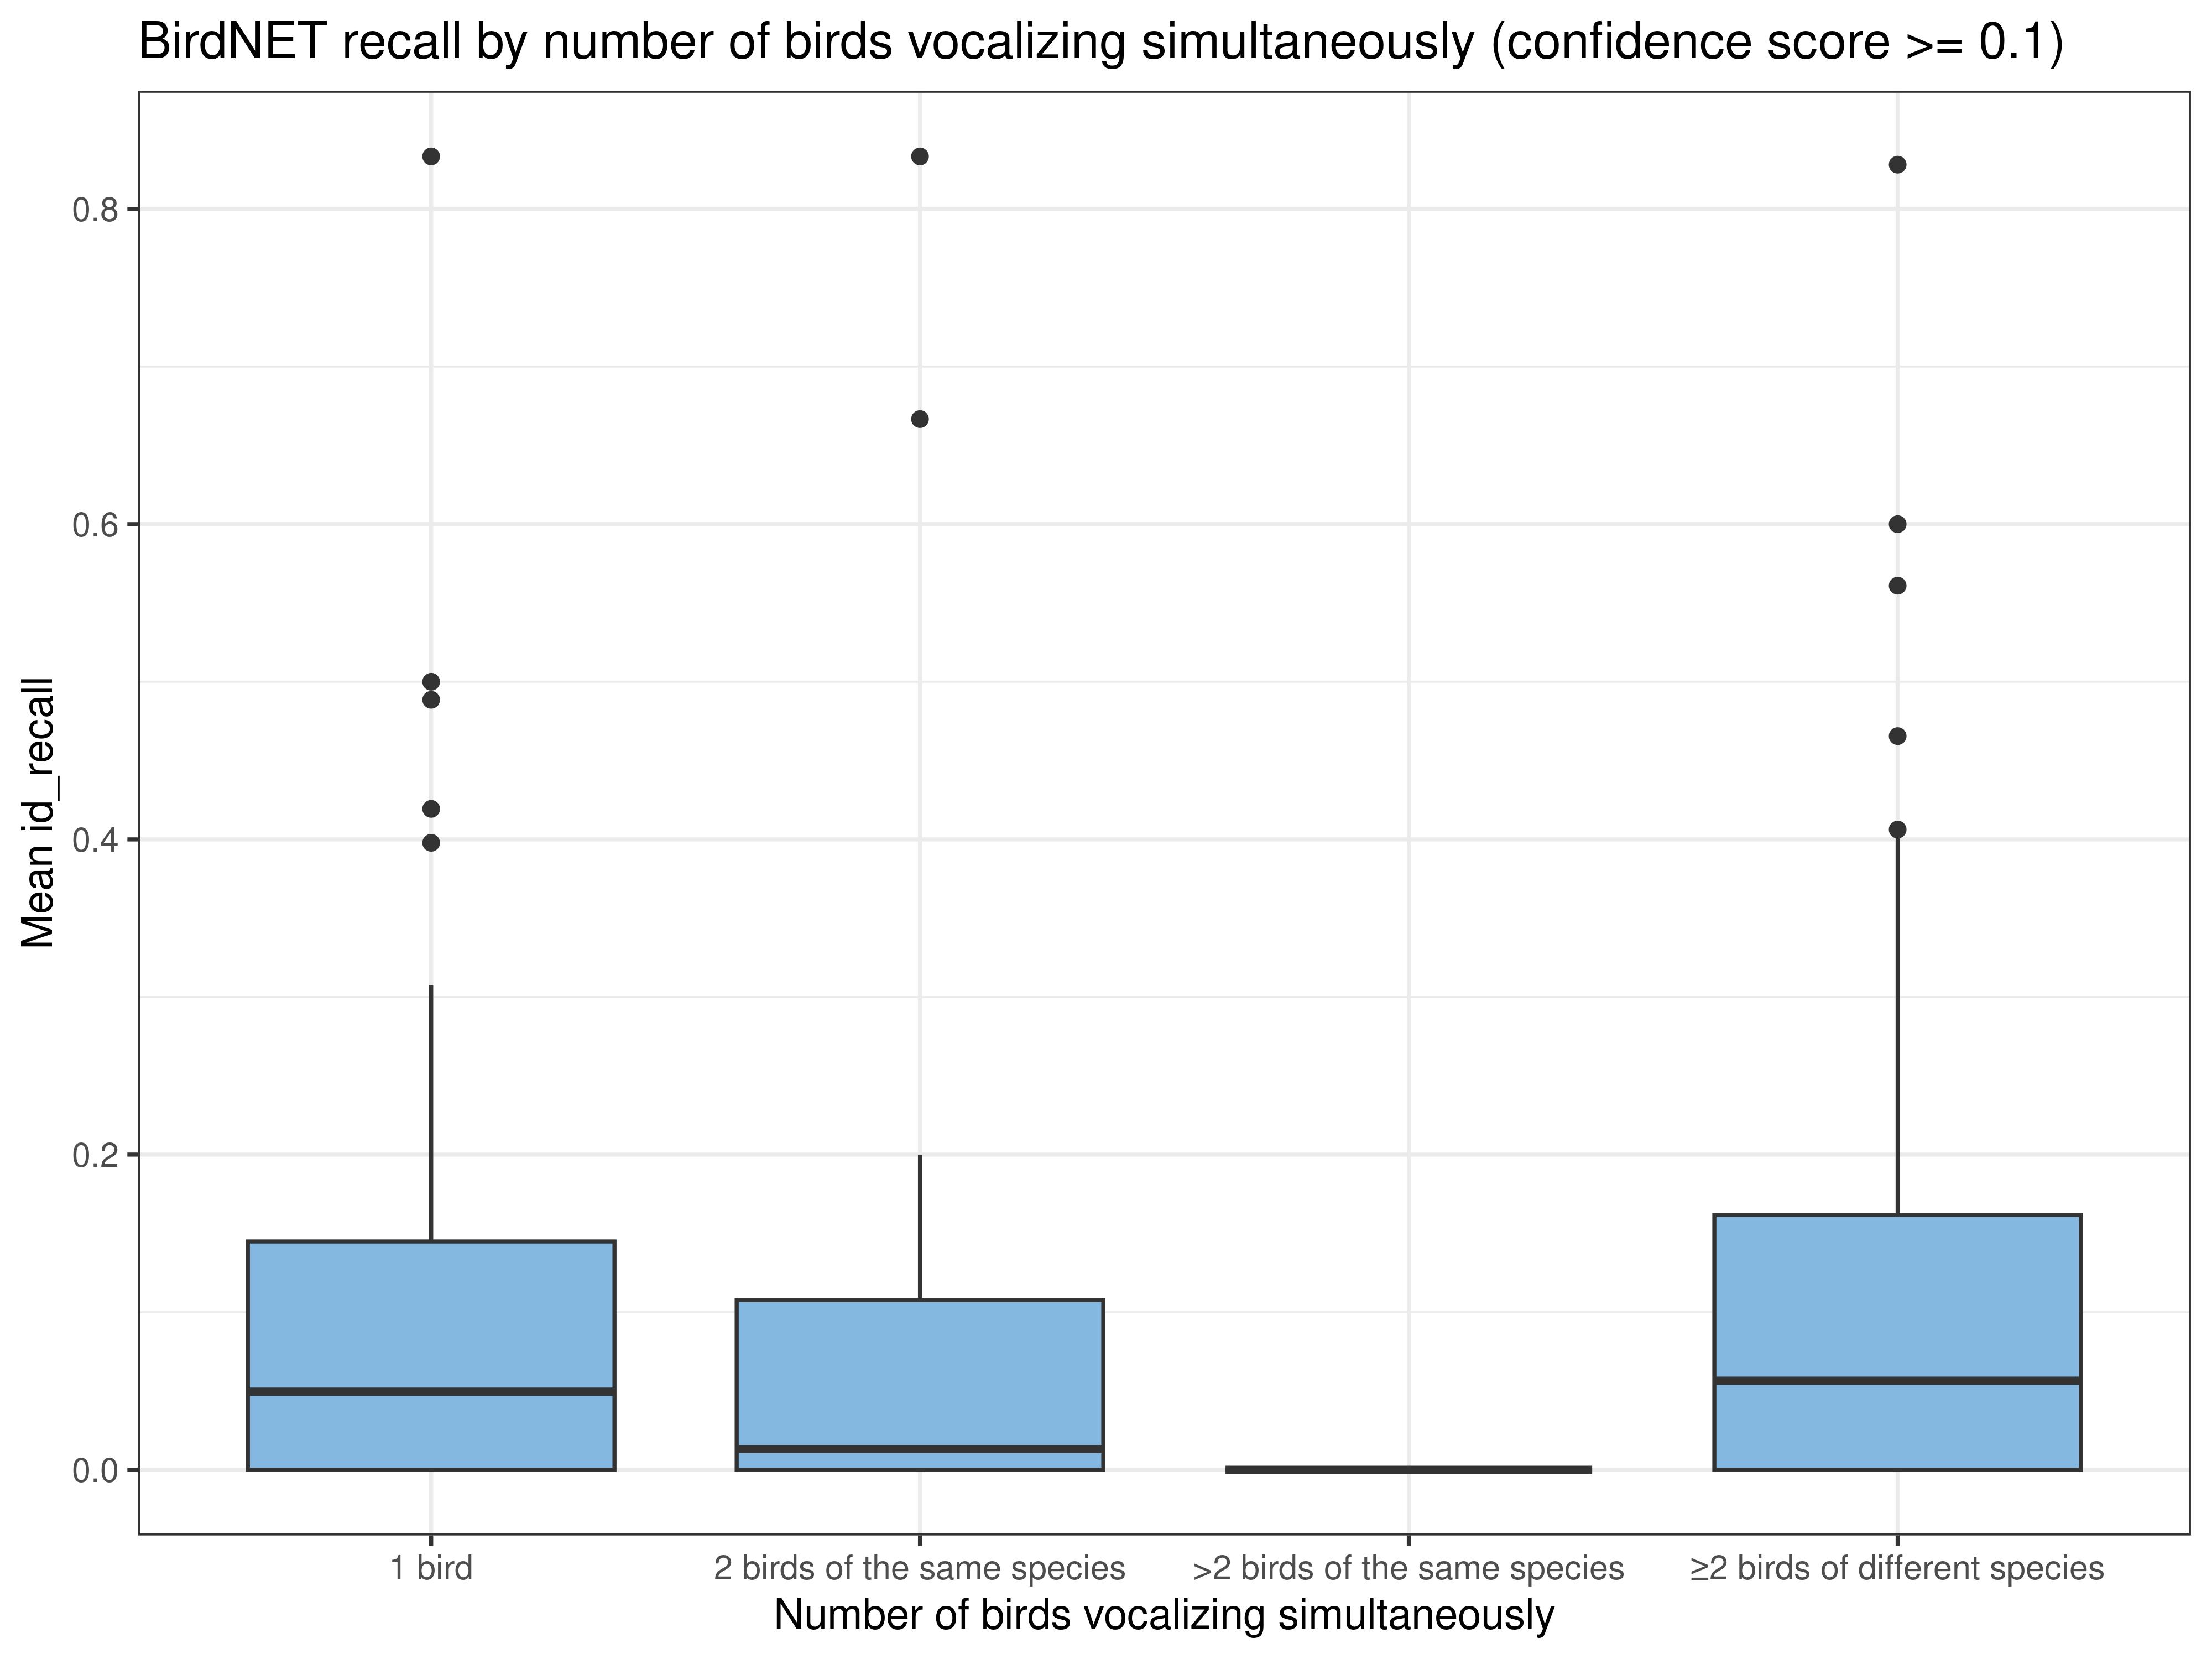 BirdNET recall by number of birds vocalizing simultaneously (confidence score >= 0.1)
Mean id_recall
0.8
0.6
0.4
0.2
0.0
1 bird
2 birds of the same species
>2 birds of the same species
≥2 birds of different species
Number of birds vocalizing simultaneously